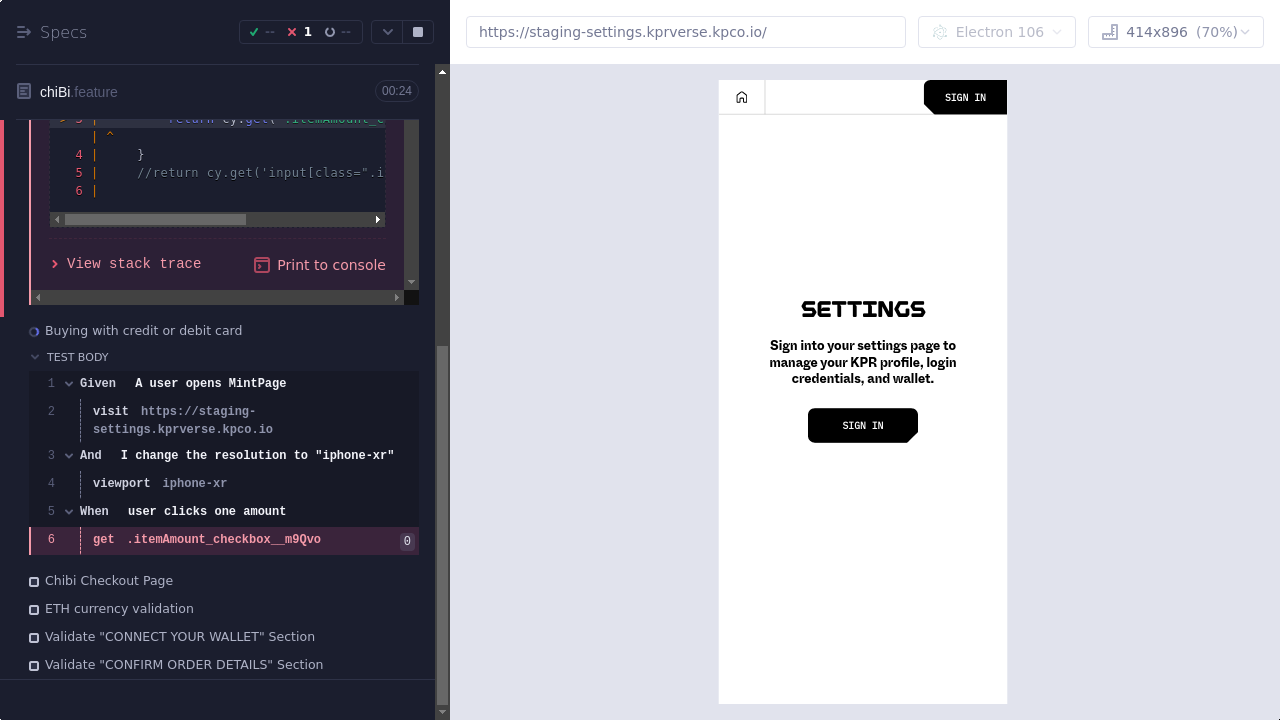 Specs
--
1
--
chiBi.feature
00:24
> 3 | return cy.get(".itemAmount_c
| ^
4 | }
5 | //return cy.get('input[class=".i
6 |
View stack trace
Print to console
Buying with credit or debit card
TEST BODY
1 Given A user opens MintPage
2 visit https://staging-
settings.kprverse.kpco.io
3 And I change the resolution to "iphone-xr"
4 viewport iphone-xr
5 When user clicks one amount
6 get .itemAmount_checkbox__m9Qvo 0
Chibi Checkout Page
ETH currency validation
Validate "CONNECT YOUR WALLET" Section
Validate "CONFIRM ORDER DETAILS" Section
https://staging-settings.kprverse.kpco.io/
Electron 106
414x896 (70%)
SIGN IN
SETTINGS
Sign into your settings page to
manage your KPR profile, login
credentials, and wallet.
SIGN IN